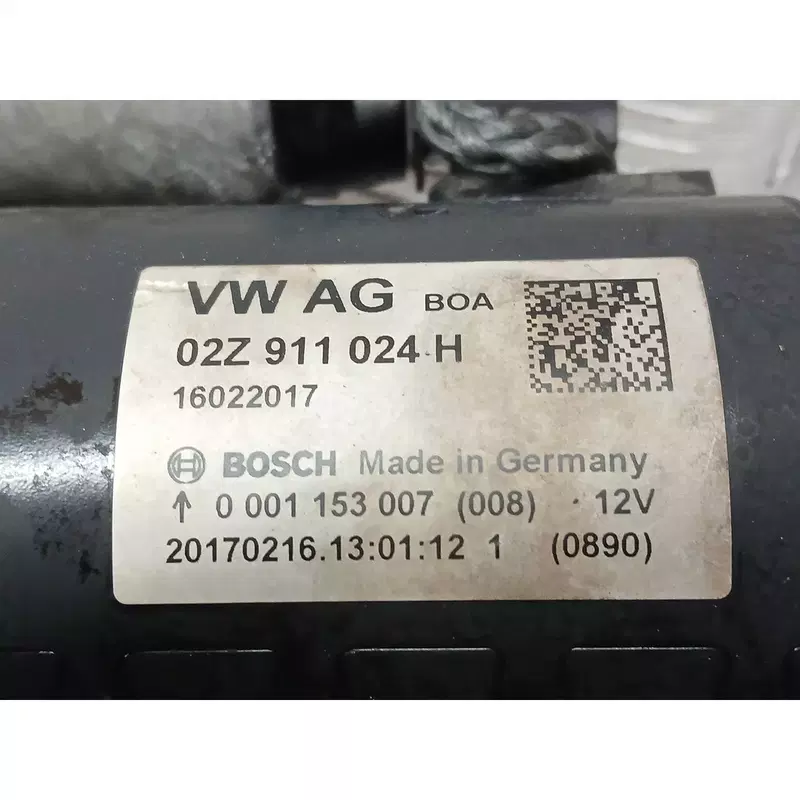 VW AG BOA
02Z 911 024 H
16022017
BOSCH Made in Germany
↑ 0 001 153 007 (008) · 12V
20170216.13:01:12 1 (0890)